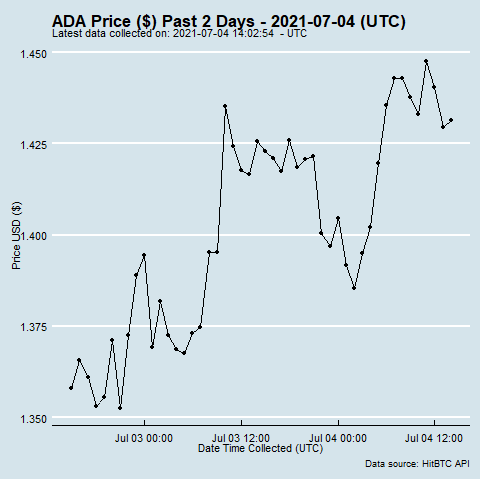 ADA Price ($) Past 2 Days - 2021-07-04 (UTC)
Latest data collected on: 2021-07-04 14:02:54 - UTC
1.450
1.425
1.400
1.375
1.350
Price USD ($)
Jul 03 00:00 Jul 03 12:00 Jul 04 00:00 Jul 04 12:00
Date Time Collected (UTC)
Data source: HitBTC API